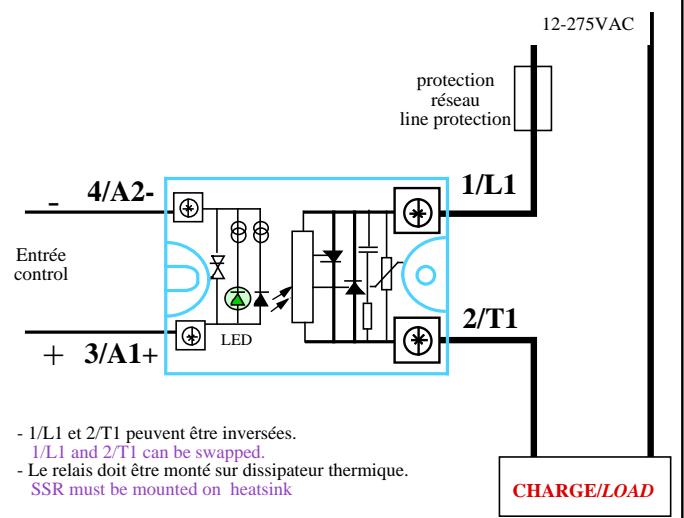 12-275VAC
protection
réseau
line protection
- 4/A2-
1/L1
Entrée
control
2/T1
+ 3/A1+
LED
- 1/L1 et 2/T1 peuvent être inversées.
1/L1 and 2/T1 can be swapped.
- Le relais doit être monté sur dissipateur thermique.
SSR must be mounted on heatsink
CHARGE/LOAD